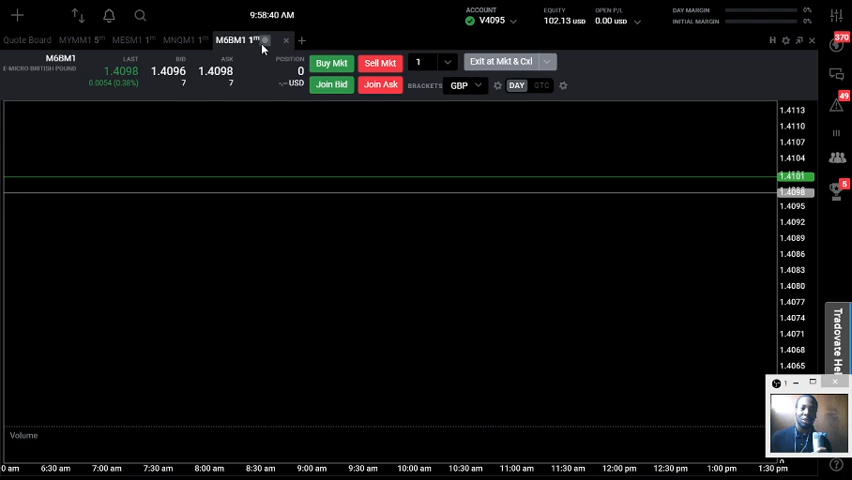 9:58:40 AM
ACCOUNT
V4095
EQUITY
102.13 USD
OPEN P/L
0.00 USD
DAY MARGIN 0%
INITIAL MARGIN 0%
370
Quote Board MYMM1 5m MESM1 1m MNQM1 1m M6BM1 1m
H
M6BM1
E-MICRO BRITISH POUND
LAST
1.4098
0.0054 (0.38%)
BID
1.4096
7
ASK
1.4098
7
POSITION
0
-.-- USD
Buy Mkt
Sell Mkt
1
Exit at Mkt & Cxl
Join Bid
Join Ask
BRACKETS
GBP
DAY
GTC
49
5
1.4113
1.4110
1.4107
1.4104
1.4101
1.4098
1.4095
1.4092
1.4089
1.4086
1.4083
1.4080
1.4077
1.4074
1.4071
1.4068
1.4065
Tradovate Hel
1
Volume
0 am 6:30 am 7:00 am 7:30 am 8:00 am 8:30 am 9:00 am 9:30 am 10:00 am 10:30 am 11:00 am 11:30 am 12:00 pm 12:30 pm 1:00 pm 1:30 pm